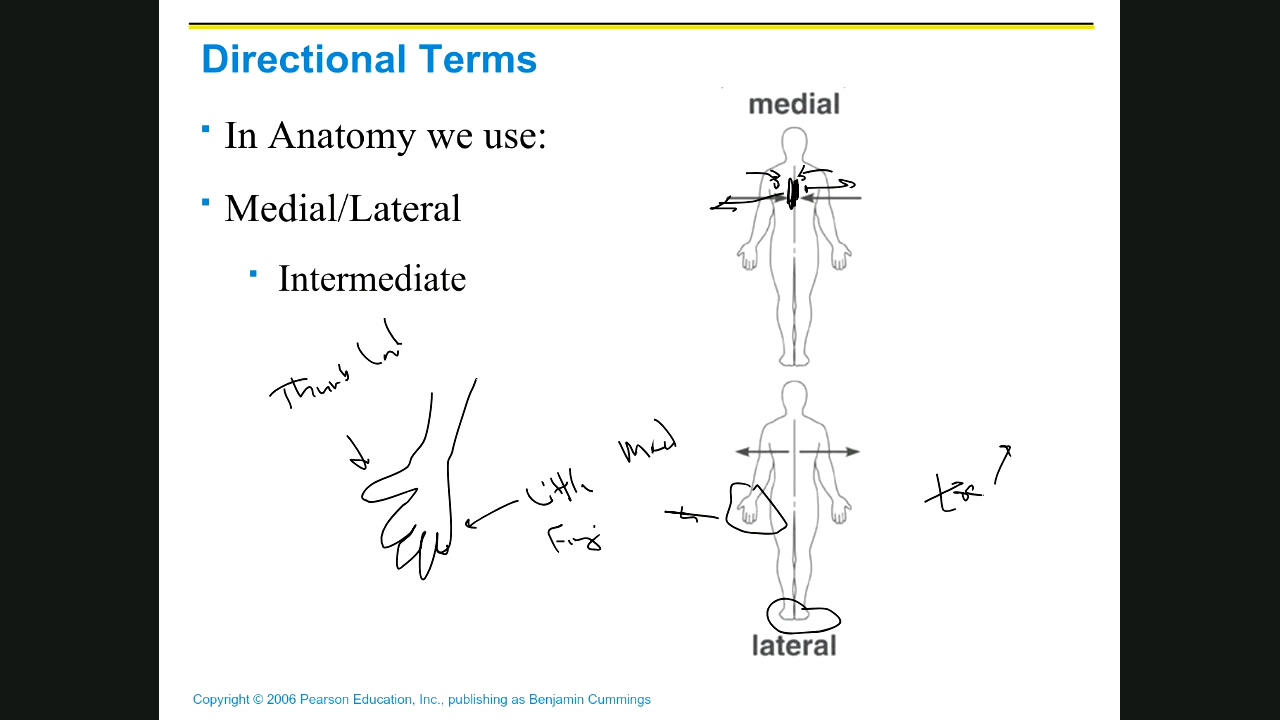 Directional Terms
In Anatomy we use:
Medial/Lateral
Intermediate
medial
Thumb
Little
Med
lateral
Copyright © 2006 Pearson Education, Inc., publishing as Benjamin Cummings